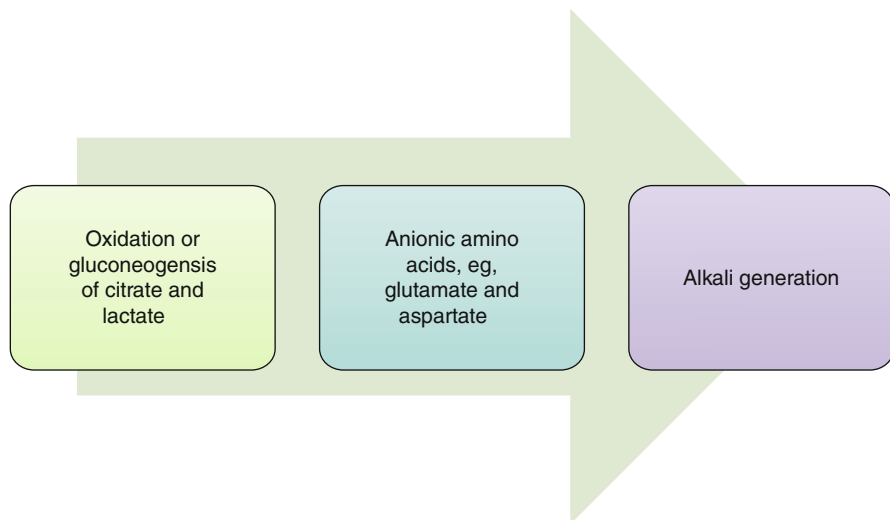 Oxidation or
gluconeogensis
of citrate and
lactate
Anionic amino
acids, eg,
glutamate and
aspartate
Alkali generation